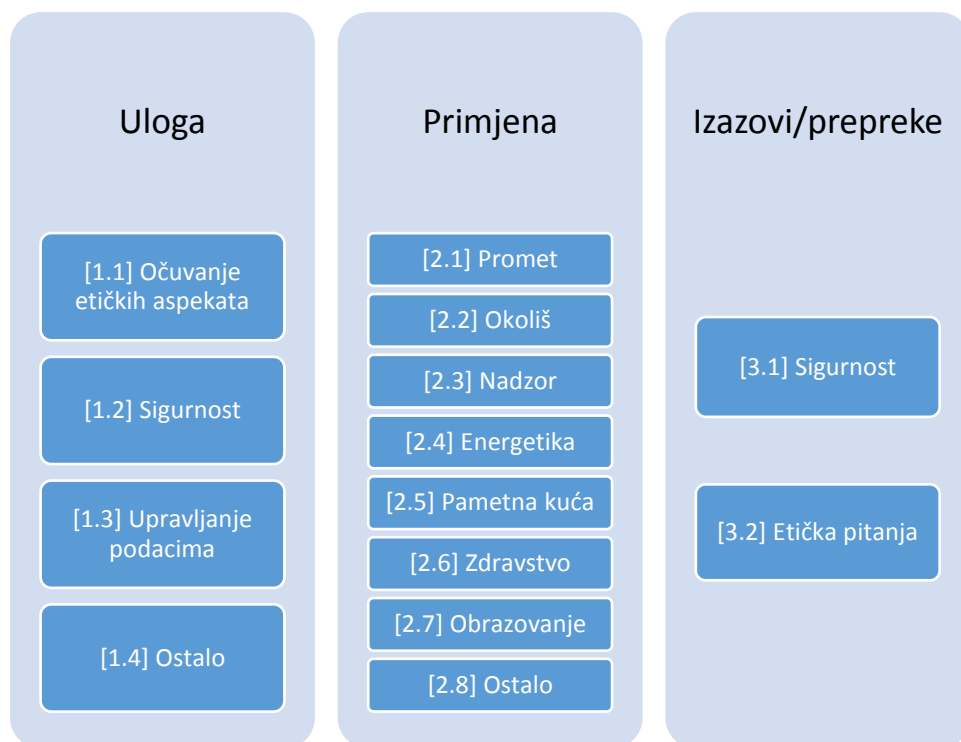 Uloga
[1.1] Očuvanje
etičkih aspekata
[1.2] Sigurnost
[1.3] Upravljanje
podacima
[1.4] Ostalo
Primjena
[2.1] Promet
[2.2] Okoliš
[2.3] Nadzor
[2.4] Energetika
[2.5] Pametna kuća
[2.6] Zdravstvo
[2.7] Obrazovanje
[2.8] Ostalo
Izazovi/prepreke
[3.1] Sigurnost
[3.2] Etička pitanja